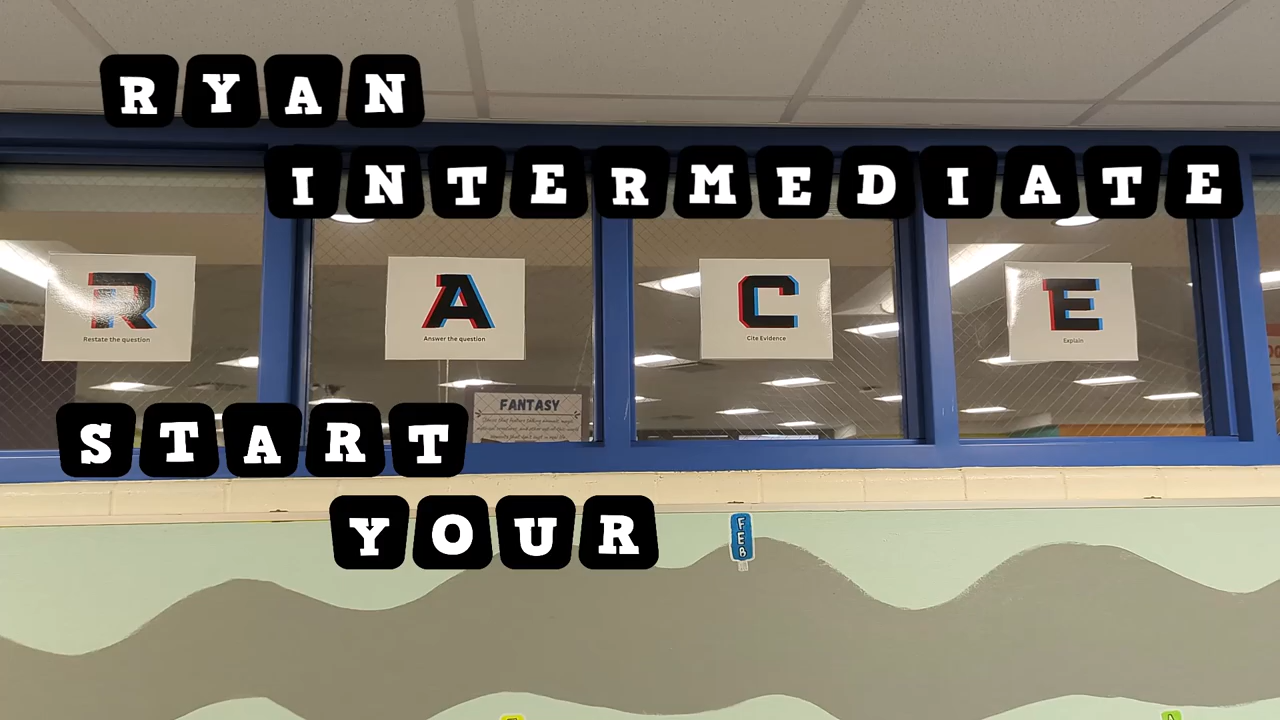 RYAN
INTERMEDIATE
R A C E
Restate the question
Answer the question
Cite Evidence
Explain
FANTASY
START
YOUR
FEB